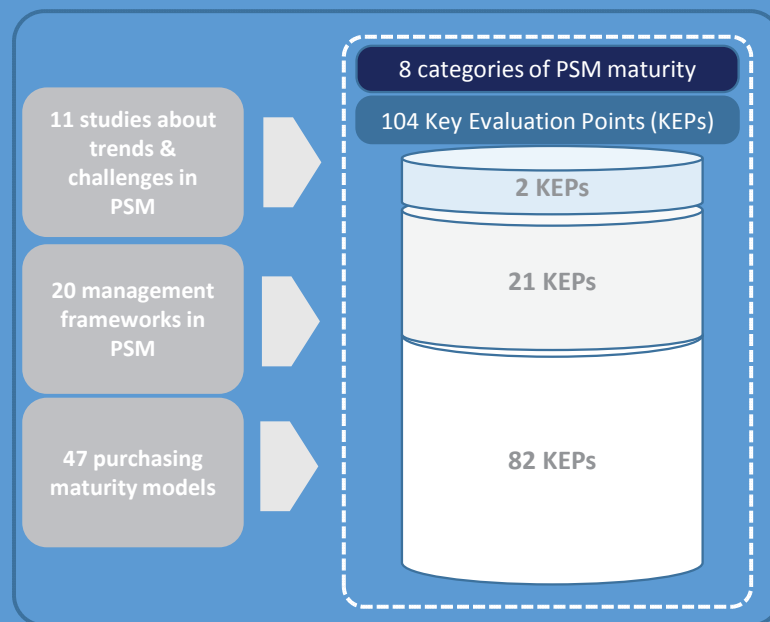 8 categories of PSM maturity
104 Key Evaluation Points (KEPs)
11 studies about
trends &
challenges in
PSM
2 KEPs
20 management
frameworks in
PSM
21 KEPs
47 purchasing
maturity models
82 KEPs